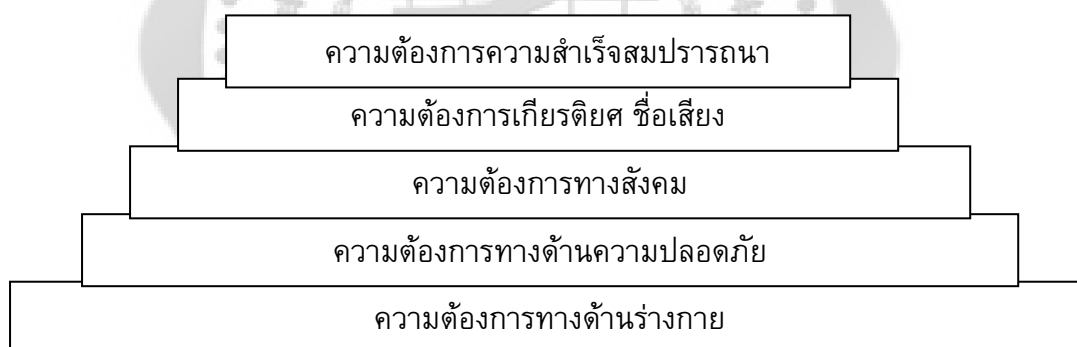 ความต้องการความสำเร็จสมปรารถนา
ความต้องการเกียรติยศ ชื่อเสียง
ความต้องการทางสังคม
ความต้องการทางด้านความปลอดภัย
ความต้องการทางด้านร่างกาย